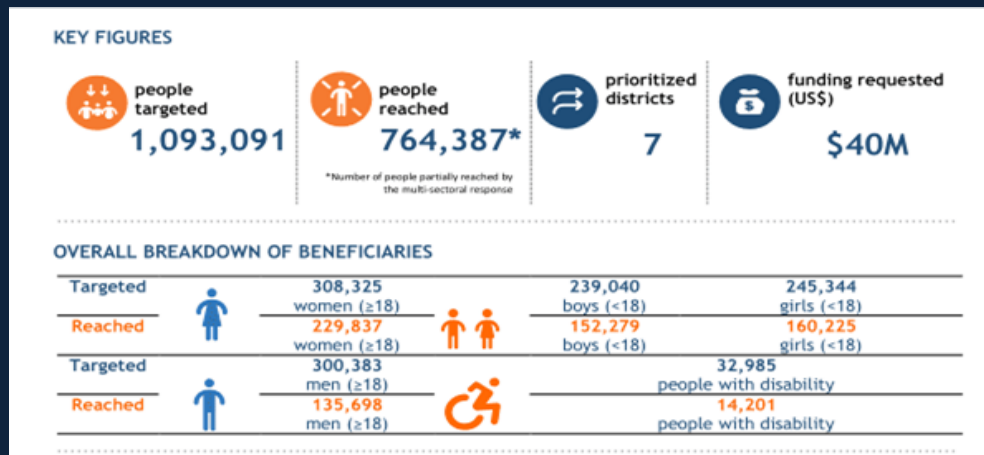 KEY FIGURES
people
targeted
1,093,091
people
reached
764,387*
*Number of people partially reached by
the multi-sectoral response
prioritized
districts
7
funding requested
(US$)
$40M
OVERALL BREAKDOWN OF BENEFICIARIES
Targeted
308,325
women (≥18)
239,040
boys (<18)
245,344
girls (<18)
Reached
229,837
women (≥18)
152,279
boys (<18)
160,225
girls (<18)
Targeted
300,383
men (≥18)
32,985
people with disability
Reached
135,698
men (≥18)
14,201
people with disability